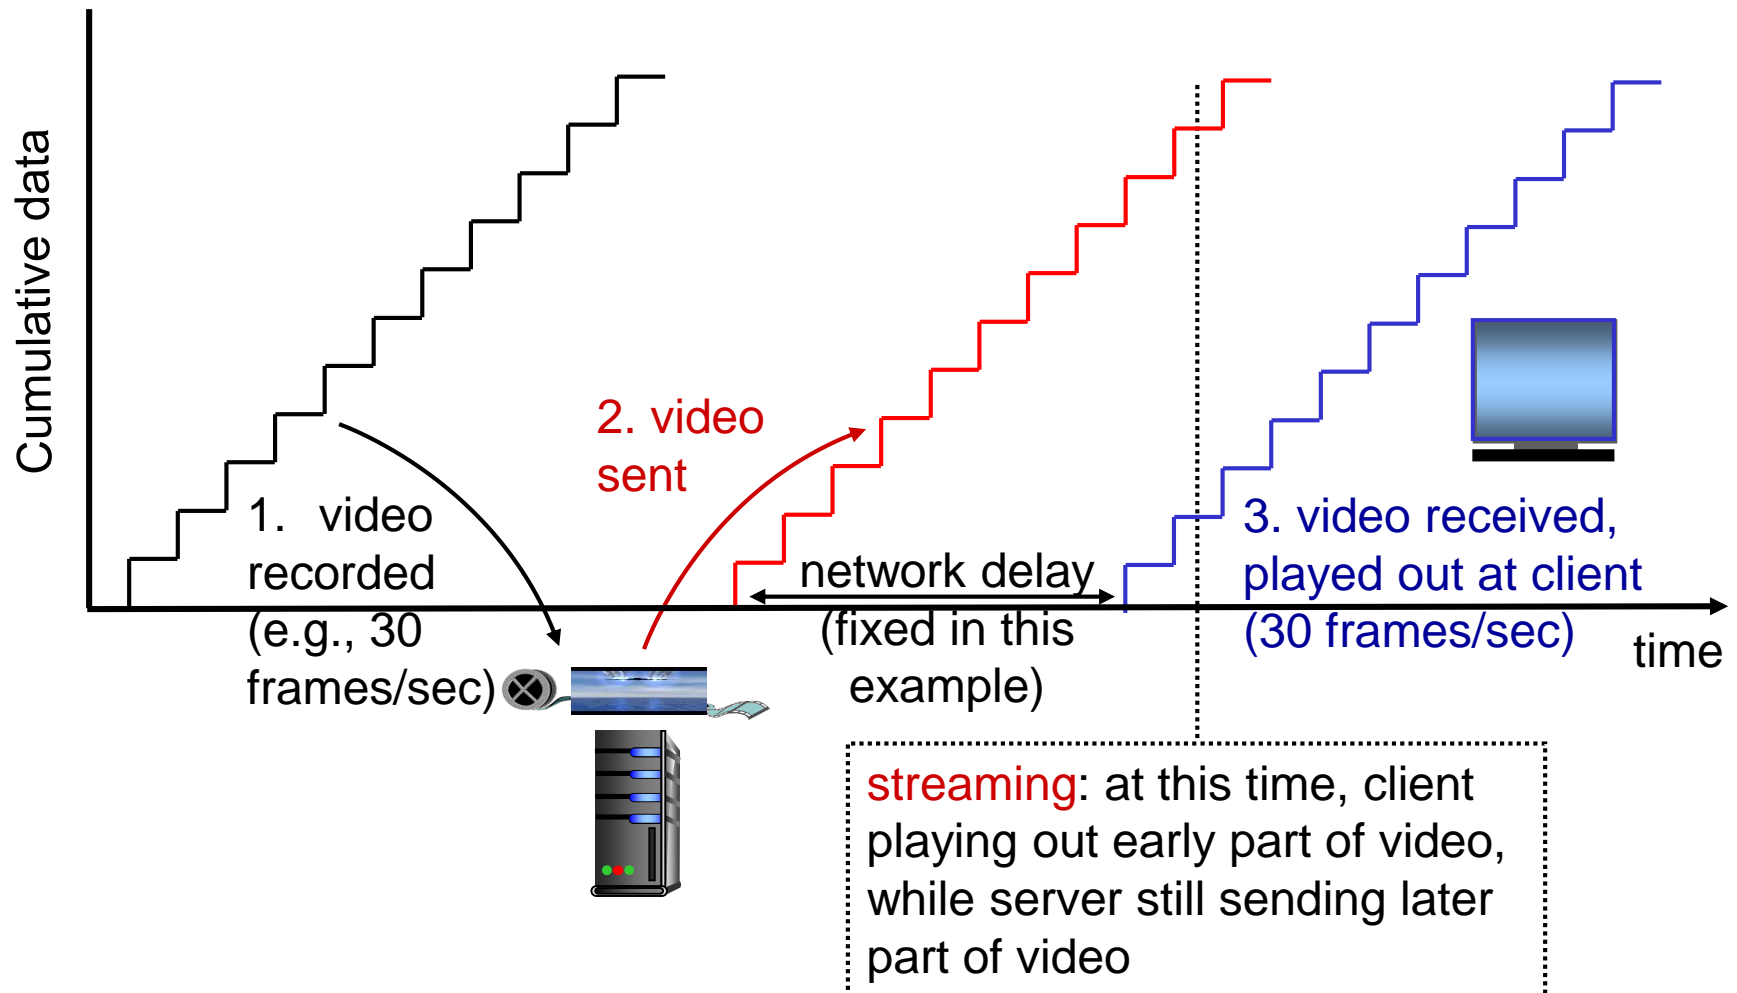 Cumulative data
1. video
recorded
(e.g., 30
frames/sec)
2. video
sent
network delay
(fixed in this
example)
3. video received,
played out at client
(30 frames/sec)
time
streaming: at this time, client
playing out early part of video,
while server still sending later
part of video